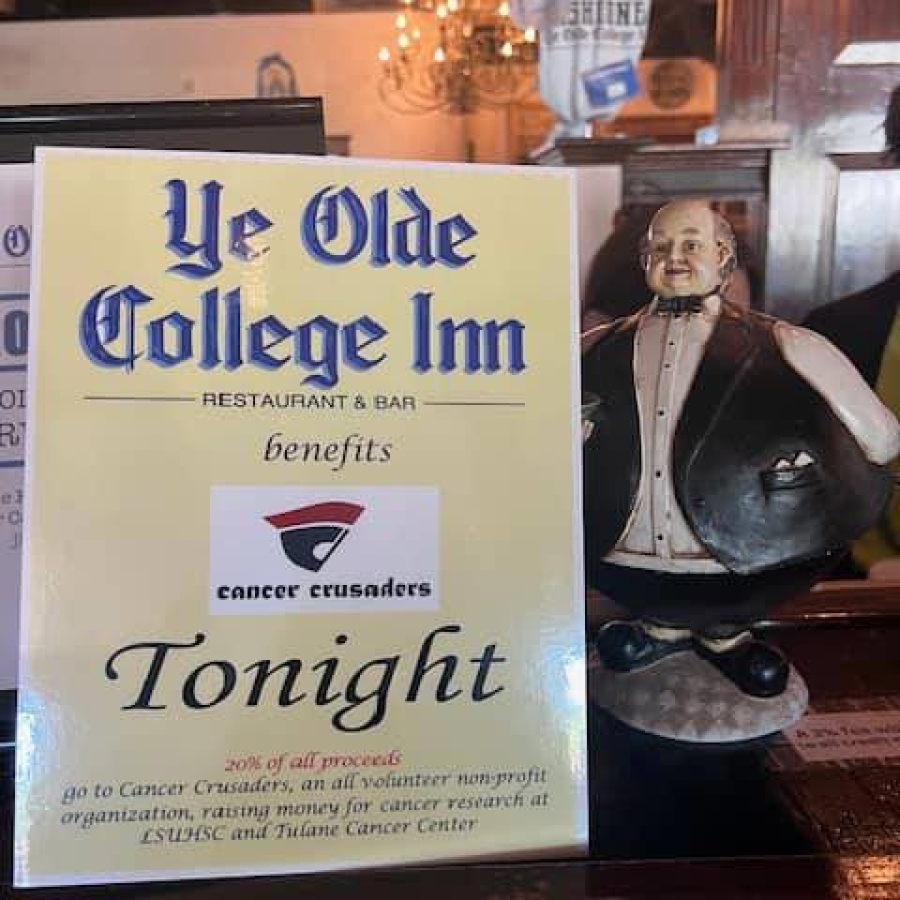 Ye Olde
College Inn
RESTAURANT & BAR
benefits
cancer crusaders
Tonight
20% of all proceeds
go to Cancer Crusaders, an all volunteer non-profit
organization, raising money for cancer research at
LSUHSC and Tulane Cancer Center